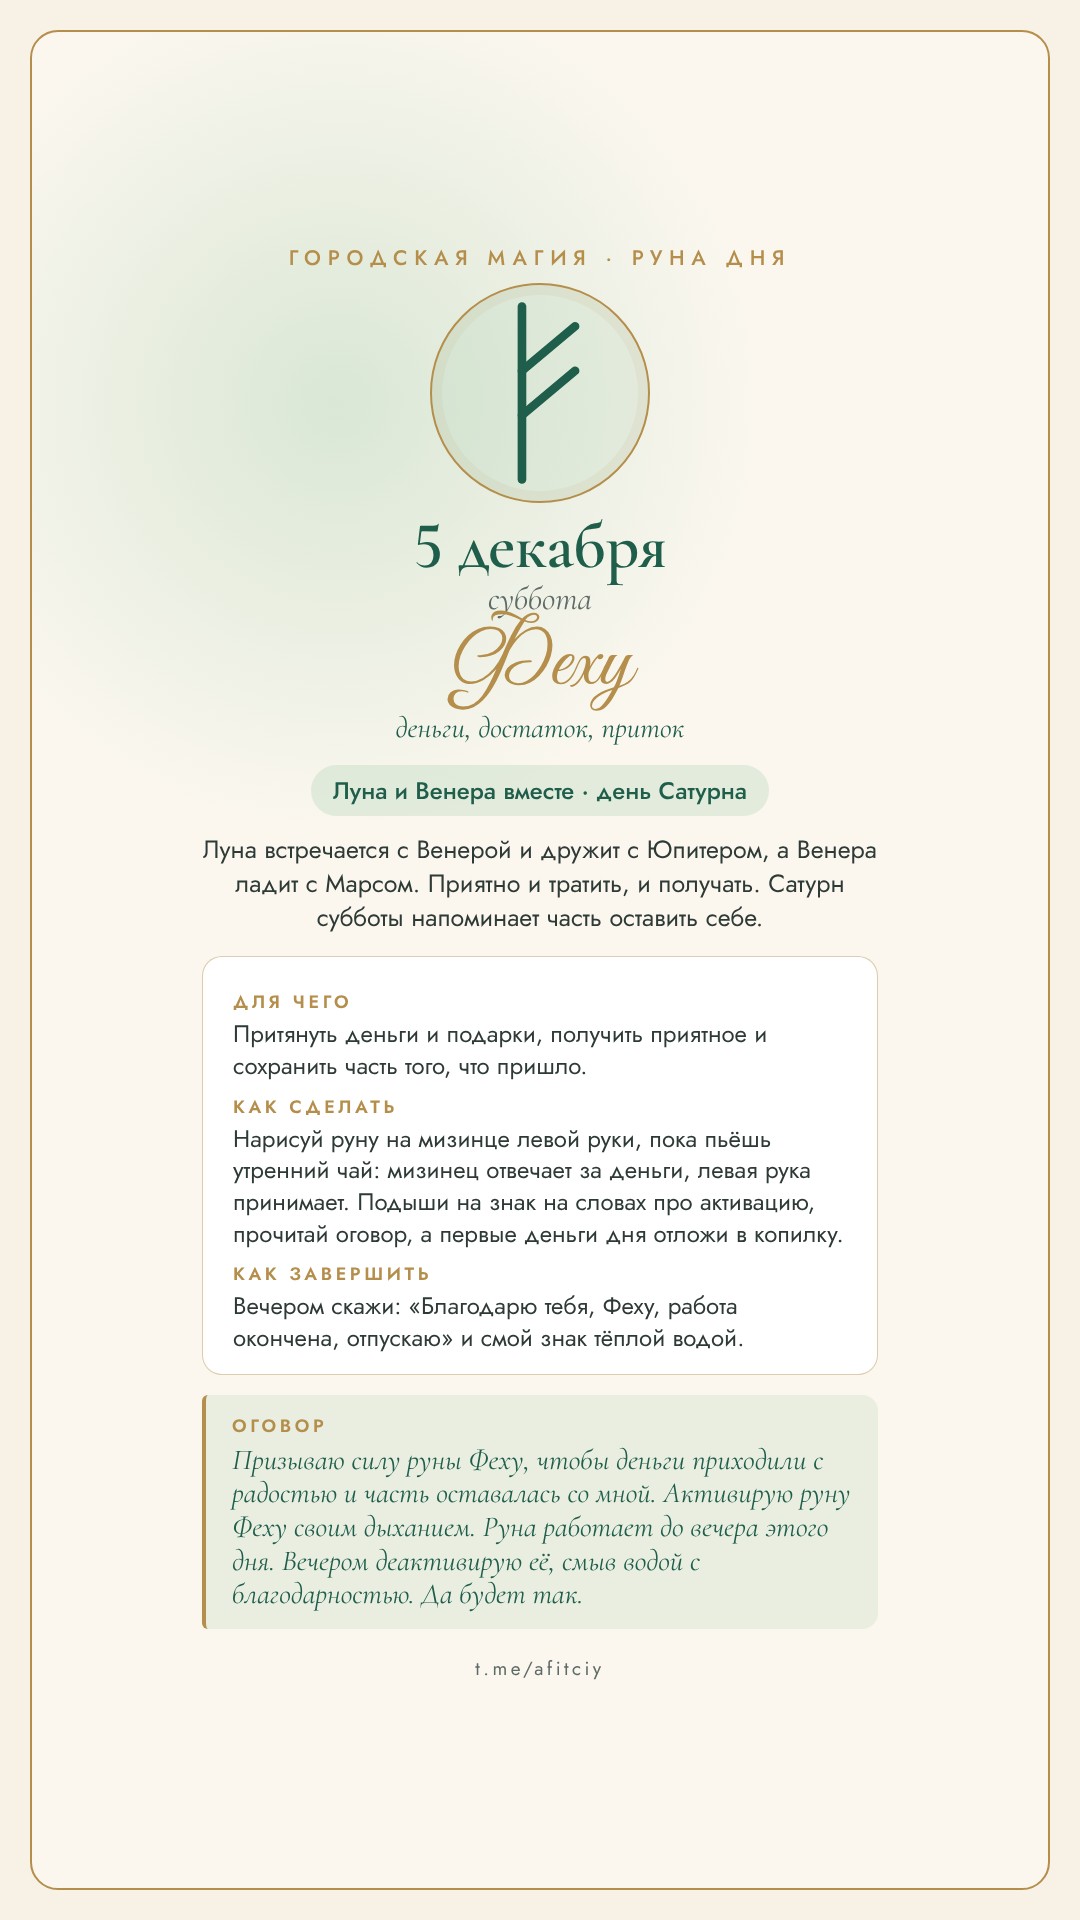 ГОРОДСКАЯ МАГИЯ · РУНА ДНЯ
5 декабря
суббота
Феху
деньги, достаток, приток
Луна и Венера вместе · день Сатурна
Луна встречается с Венерой и дружит с Юпитером, а Венера
ладит с Марсом. Приятно и тратить, и получать. Сатурн
субботы напоминает часть оставить себе.
ДЛЯ ЧЕГО
Притянуть деньги и подарки, получить приятное и
сохранить часть того, что пришло.
КАК СДЕЛАТЬ
Нарисуй руну на мизинце левой руки, пока пьёшь
утренний чай: мизинец отвечает за деньги, левая рука
принимает. Подыши на знак на словах про активацию,
прочитай оговор, а первые деньги дня отложи в копилку.
КАК ЗАВЕРШИТЬ
Вечером скажи: «Благодарю тебя, Феху, работа
окончена, отпускаю» и смой знак тёплой водой.
ОГОВОР
Призываю силу руны Феху, чтобы деньги приходили с
радостью и часть оставалась со мной. Активирую руну
Феху своим дыханием. Руна работает до вечера этого
дня. Вечером деактивирую её, смыв водой с
благодарностью. Да будет так.
t.me/afitciy